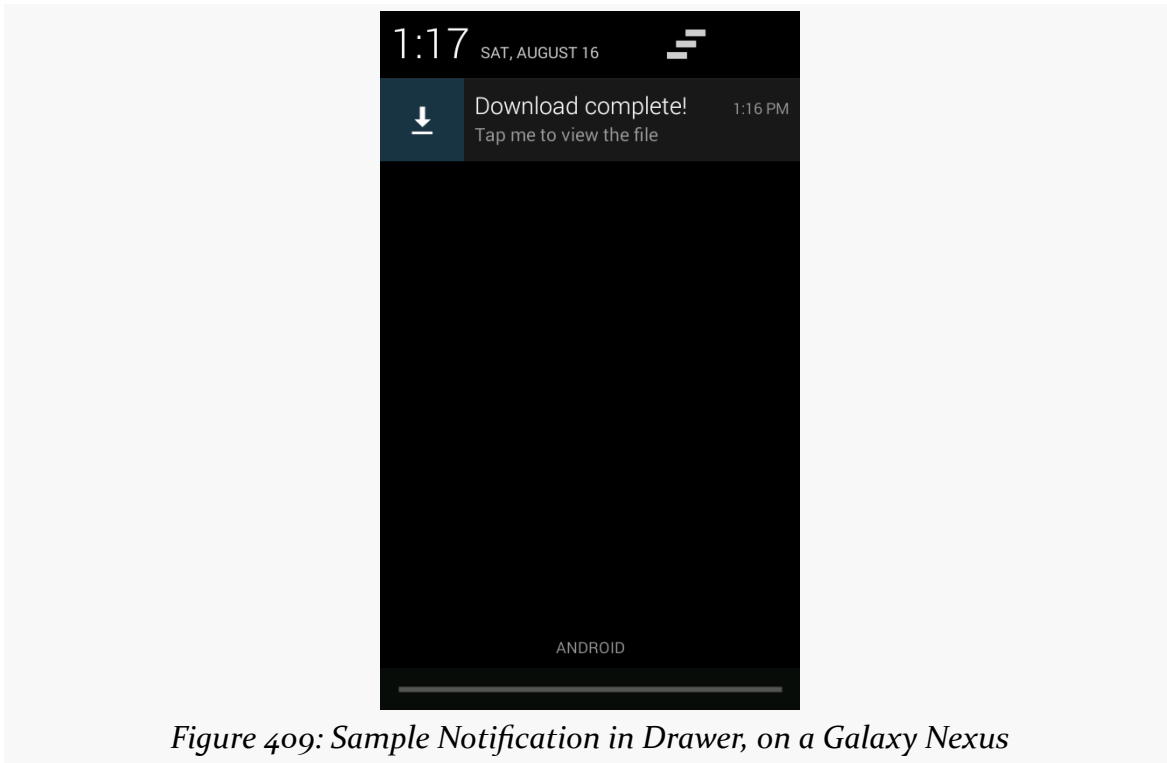 1:17 SAT, AUGUST 16
Download complete! 1:16 PM
Tap me to view the file
ANDROID
Figure 409: Sample Notification in Drawer, on a Galaxy Nexus